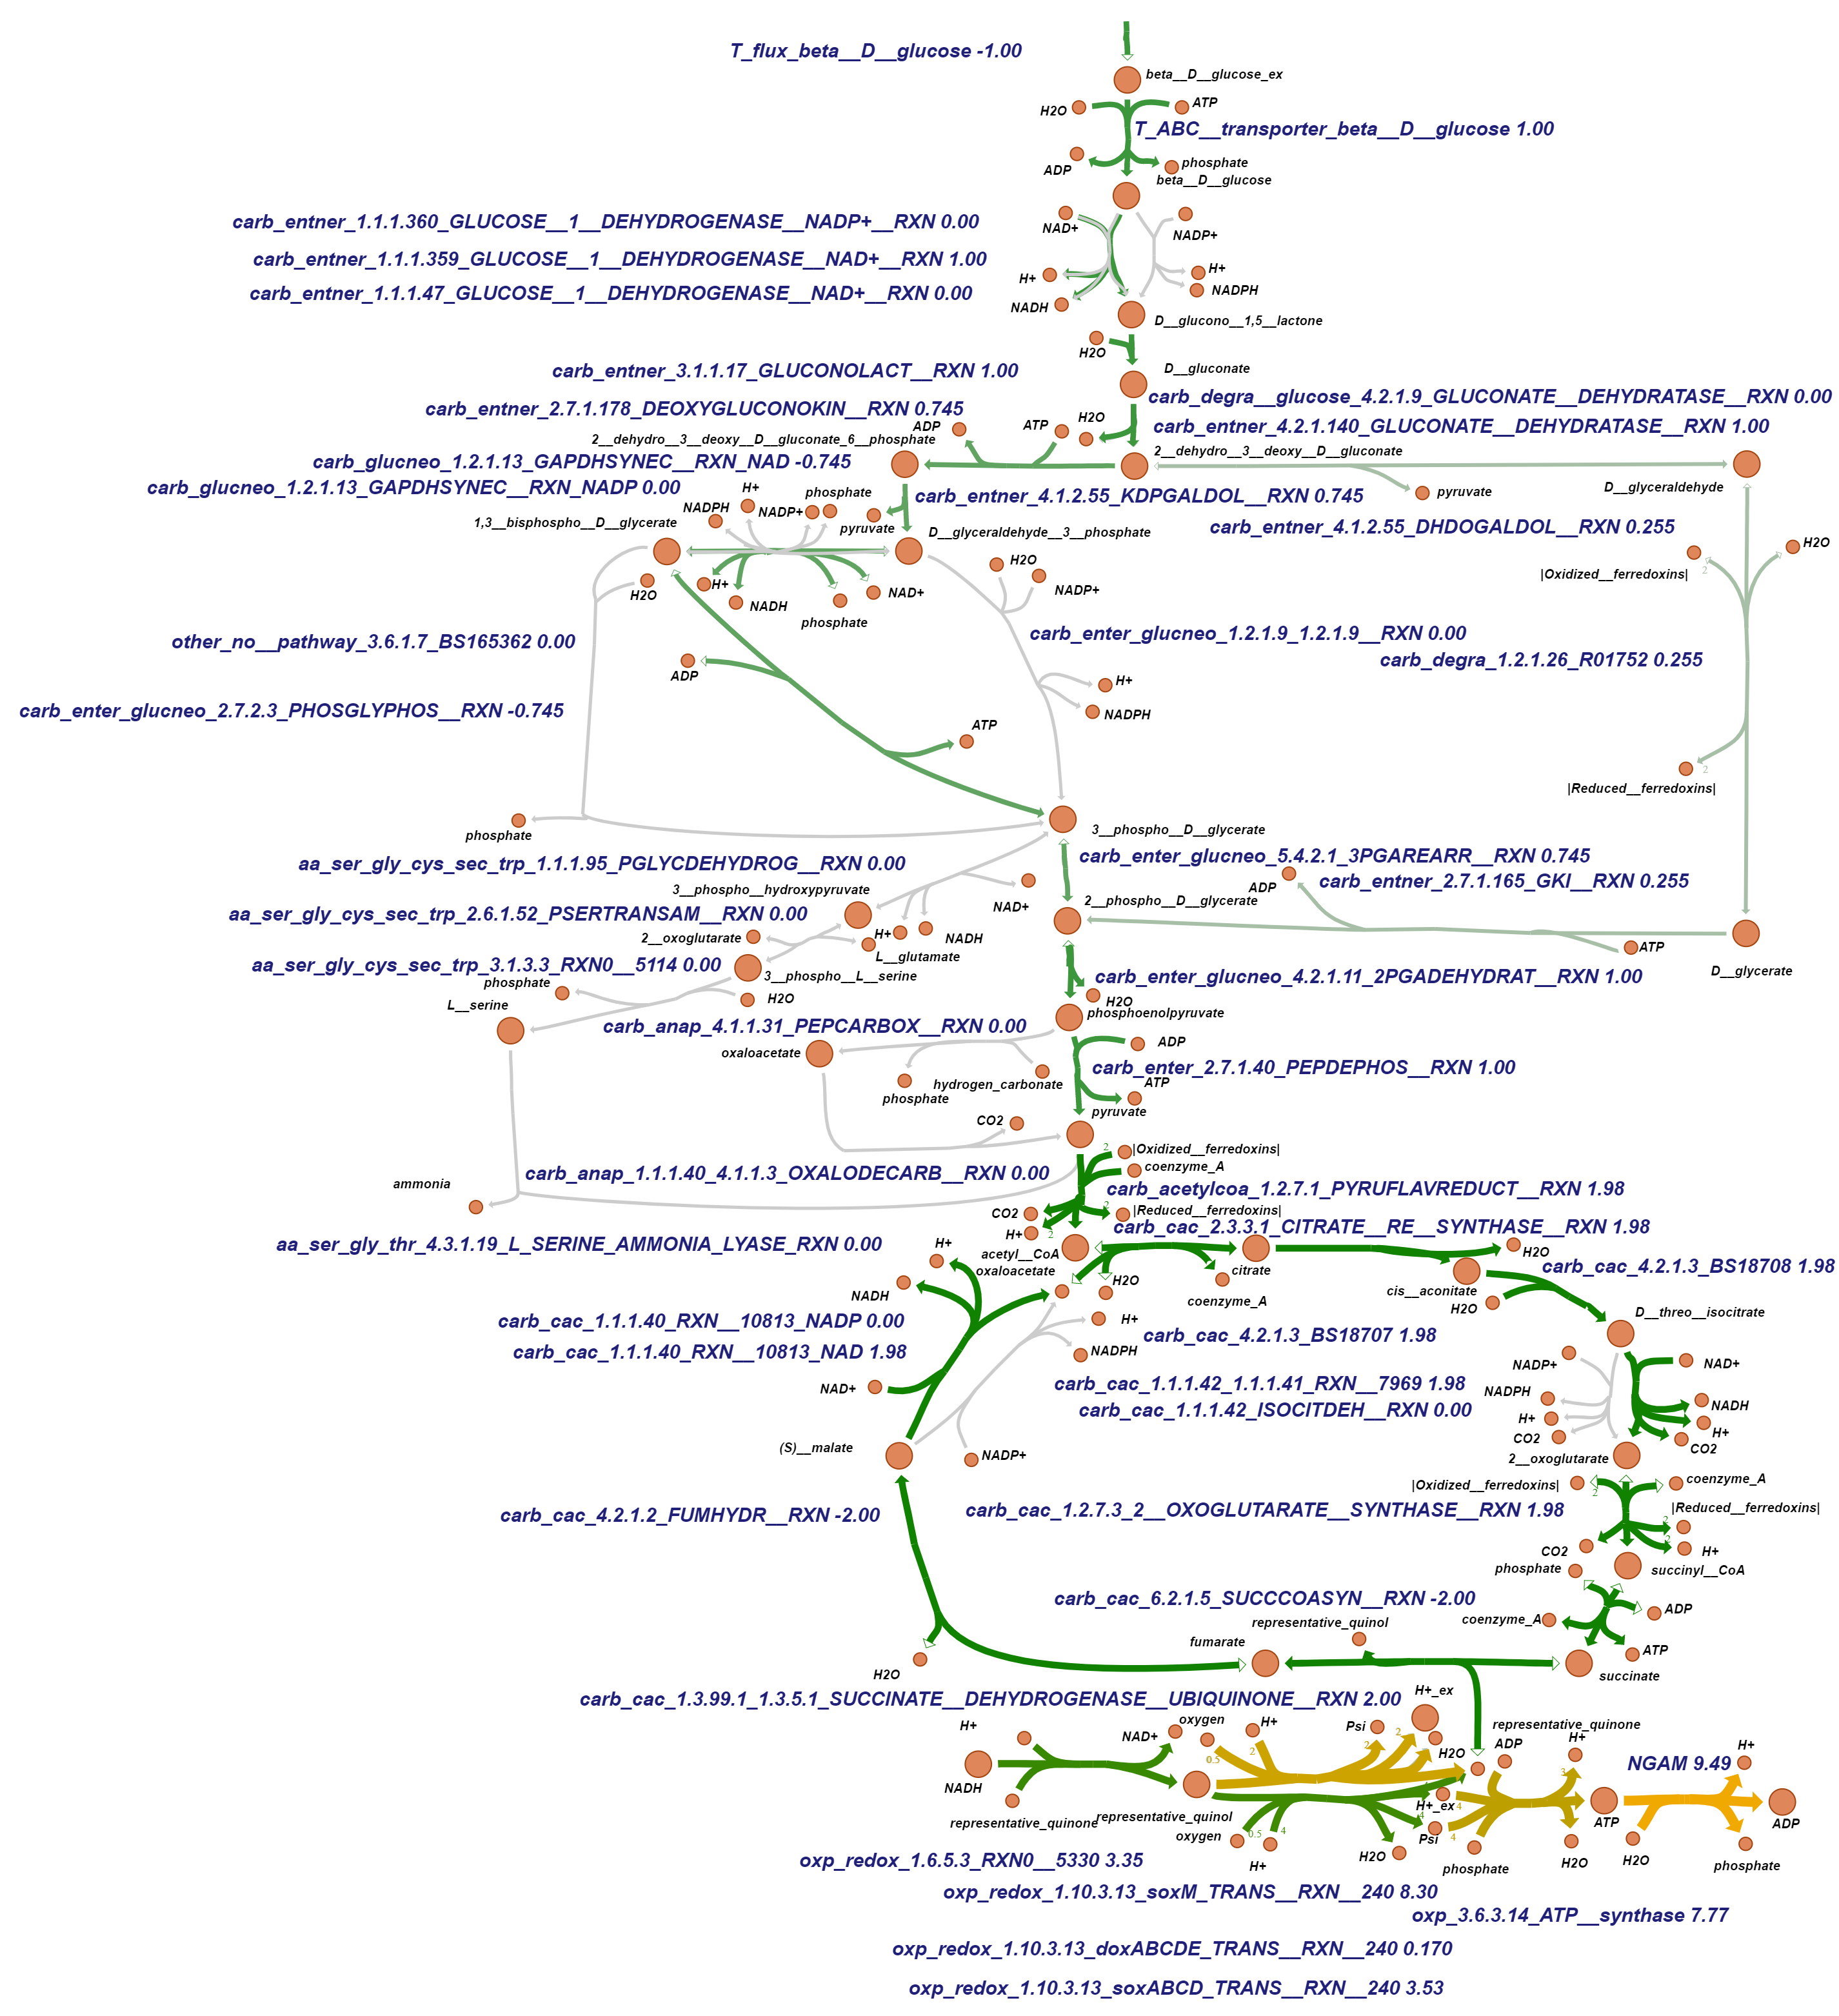 T_flux_beta__D__glucose -1.00
beta__D__glucose_ex
H2O
ATP
T_ABC__transporter_beta__D__glucose 1.00
ADP
phosphate
beta__D__glucose
carb_entner_1.1.1.360_GLUCOSE__1__DEHYDROGENASE__NADP+__RXN 0.00
NAD+
NADP+
carb_entner_1.1.1.359_GLUCOSE__1__DEHYDROGENASE__NAD+__RXN 1.00
H+
H+
carb_entner_1.1.1.47_GLUCOSE__1__DEHYDROGENASE__NAD+__RXN 0.00
NADH
NADPH
D__glucono__1,5__lactone
H2O
carb_entner_3.1.1.17_GLUCONOLACT__RXN 1.00
D__gluconate
carb_degra__glucose_4.2.1.9_GLUCONATE__DEHYDRATASE__RXN 0.00
carb_entner_2.7.1.178_DEOXYGLUCONOKIN__RXN 0.745
ADP
ATP
H2O
carb_entner_4.2.1.140_GLUCONATE__DEHYDRATASE__RXN 1.00
2__dehydro__3__deoxy__D__gluconate_6__phosphate
2__dehydro__3__deoxy__D__gluconate
carb_glucneo_1.2.1.13_GAPDHSYNEC__RXN_NAD -0.745
carb_glucneo_1.2.1.13_GAPDHSYNEC__RXN_NADP 0.00
H+
phosphate
carb_entner_4.1.2.55_KDPGALDOL__RXN 0.745
pyruvate
D__glyceraldehyde
NADPH
NADP+
1,3__bisphospho__D__glycerate
pyruvate
D__glyceraldehyde__3__phosphate
carb_entner_4.1.2.55_DHDOGALDOL__RXN 0.255
H2O
H2O
|Oxidized__ferredoxins|
2
H+
H2O
NADH
NAD+
NADP+
phosphate
other_no__pathway_3.6.1.7_BS165362 0.00
carb_enter_glucneo_1.2.1.9_1.2.1.9__RXN 0.00
carb_degra_1.2.1.26_R01752 0.255
ADP
H+
carb_enter_glucneo_2.7.2.3_PHOSGLYPHOS__RXN -0.745
NADPH
ATP
2
|Reduced__ferredoxins|
phosphate
3__phospho__D__glycerate
aa_ser_gly_cys_sec_trp_1.1.1.95_PGLYCDEHYDROG__RXN 0.00
carb_enter_glucneo_5.4.2.1_3PGAREARR__RXN 0.745
ADP
carb_entner_2.7.1.165_GKI__RXN 0.255
3__phospho__hydroxypyruvate
NAD+
2__phospho__D__glycerate
aa_ser_gly_cys_sec_trp_2.6.1.52_PSERTRANSAM__RXN 0.00
2__oxoglutarate
H+
NADH
ATP
L__glutamate
aa_ser_gly_cys_sec_trp_3.1.3.3_RXN0__5114 0.00
3__phospho__L__serine
carb_enter_glucneo_4.2.1.11_2PGADEHYDRAT__RXN 1.00
D__glycerate
phosphate
H2O
H2O
L__serine
phosphoenolpyruvate
carb_anap_4.1.1.31_PEPCARBOX__RXN 0.00
oxaloacetate
ADP
carb_enter_2.7.1.40_PEPDEPHOS__RXN 1.00
hydrogen_carbonate
ATP
phosphate
pyruvate
CO2
2
|Oxidized__ferredoxins|
coenzyme_A
carb_anap_1.1.1.40_4.1.1.3_OXALODECARB__RXN 0.00
ammonia
carb_acetylcoa_1.2.7.1_PYRUFLAVREDUCT__RXN 1.98
CO2
2
|Reduced__ferredoxins|
H+
2
carb_cac_2.3.3.1_CITRATE__RE__SYNTHASE__RXN 1.98
aa_ser_gly_thr_4.3.1.19_L_SERINE_AMMONIA_LYASE_RXN 0.00
H+
acetyl__CoA
H2O
carb_cac_4.2.1.3_BS18708 1.98
oxaloacetate
H2O
citrate
NADH
coenzyme_A
cis__aconitate
H2O
D__threo__isocitrate
carb_cac_1.1.1.40_RXN__10813_NADP 0.00
H+
carb_cac_4.2.1.3_BS18707 1.98
carb_cac_1.1.1.40_RXN__10813_NAD 1.98
NADPH
NADP+
NAD+
NAD+
carb_cac_1.1.1.42_1.1.1.41_RXN__7969 1.98
NADPH
NADH
carb_cac_1.1.1.42_ISOCITDEH__RXN 0.00
H+
H+
CO2
CO2
(S)__malate
NADP+
2__oxoglutarate
|Oxidized__ferredoxins|
2
coenzyme_A
carb_cac_4.2.1.2_FUMHYDR__RXN -2.00
carb_cac_1.2.7.3_2__OXOGLUTARATE__SYNTHASE__RXN 1.98
|Reduced__ferredoxins|
2
2
CO2
H+
phosphate
succinyl__CoA
carb_cac_6.2.1.5_SUCCCOASYN__RXN -2.00
ADP
coenzyme_A
representative_quinol
fumarate
ATP
H2O
succinate
carb_cac_1.3.99.1_1.3.5.1_SUCCINATE__DEHYDROGENASE__UBIQUINONE__RXN 2.00
H+_ex
H+
NAD+
oxygen
H+
Psi
representative_quinone
2
2
2
0.5
H2O
ADP
H+
H+
NGAM 9.49
NADH
3
representative_quinone
representative_quinol
H+_ex
4
4
ATP
ADP
oxygen
0.5
4
Psi
4
H+
H2O
phosphate
H2O
H2O
phosphate
oxp_redox_1.6.5.3_RXN0__5330 3.35
oxp_redox_1.10.3.13_soxM_TRANS__RXN__240 8.30
oxp_3.6.3.14_ATP__synthase 7.77
oxp_redox_1.10.3.13_doxABCDE_TRANS__RXN__240 0.170
oxp_redox_1.10.3.13_soxABCD_TRANS__RXN__240 3.53